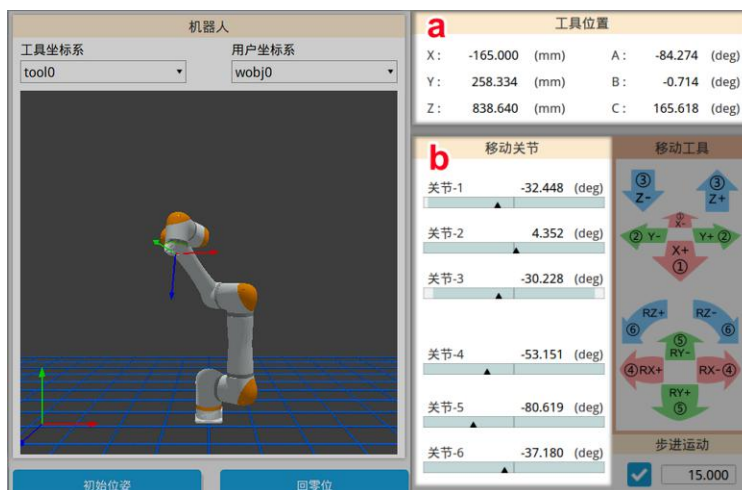 机器人
工具坐标系 用户坐标系
tool0 wobj0
初始位姿 回零位
a 工具位置
X: -165.000 (mm) A: -84.274 (deg)
Y: 258.334 (mm) B: -0.714 (deg)
Z: 838.640 (mm) C: 165.618 (deg)
b 移动关节
关节-1 -32.448 (deg)
关节-2 4.352 (deg)
关节-3 -30.228 (deg)
关节-4 -53.151 (deg)
关节-5 -80.619 (deg)
关节-6 -37.180 (deg)
移动工具
③ ③
Z- Z+
① X-
② Y- Y+ ②
X+
①
RZ+ RZ-
⑥ ⑤ ⑥
RY-
④ RX+ RX- ④
RY+
⑤
步进运动
15.000